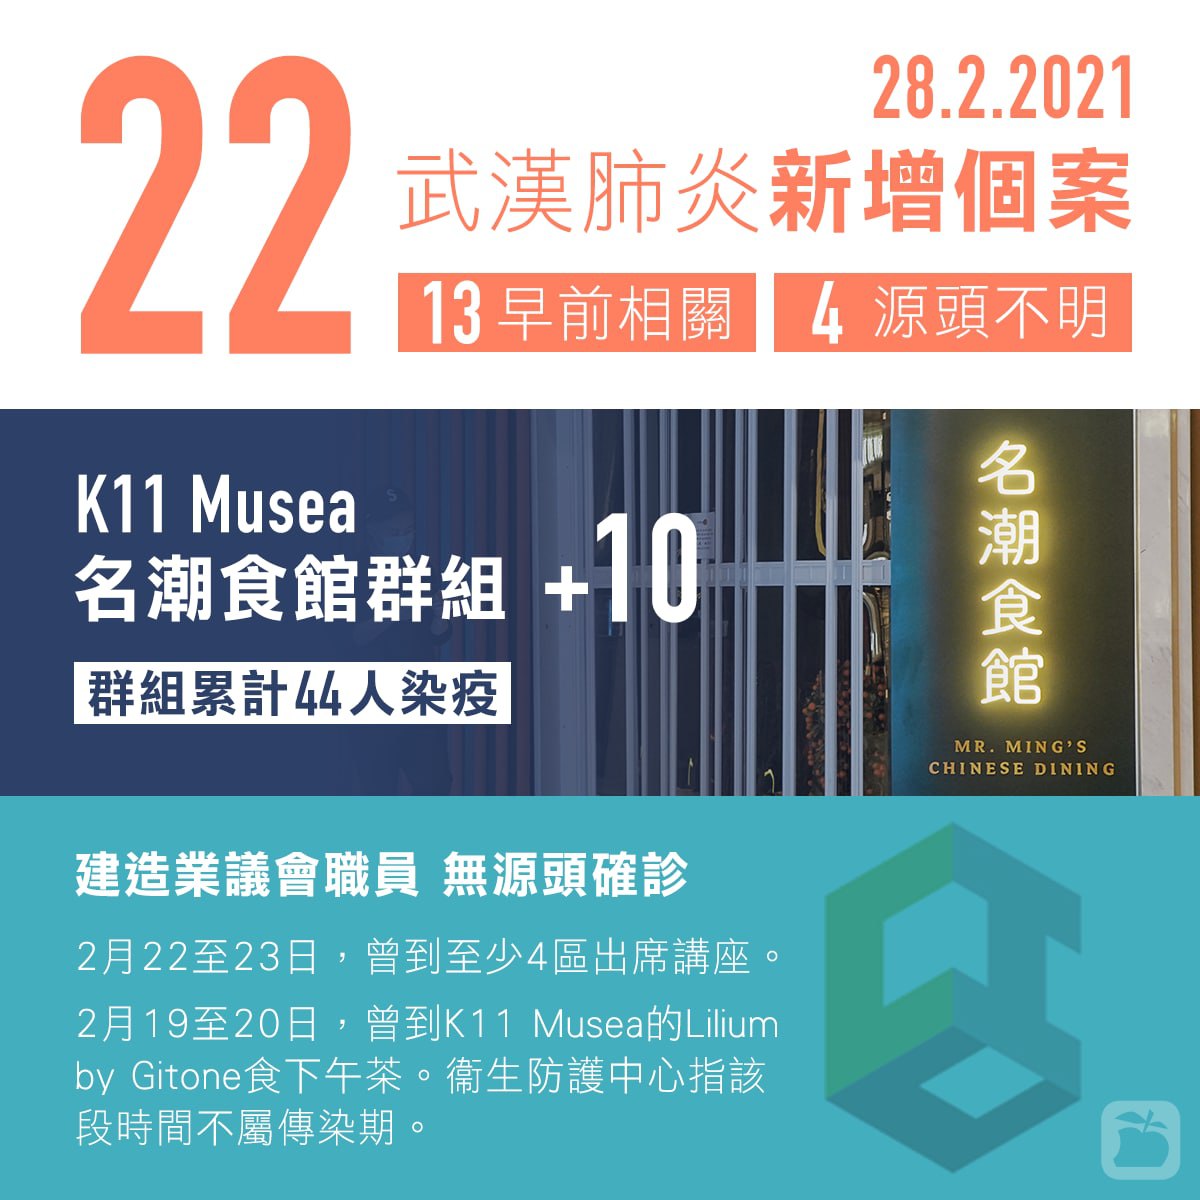 22
28.2.2021
武漢肺炎新增個案
13 早前相關
4 源頭不明
K11 Musea
名潮食館群組 +10
群組累計44人染疫
名潮食館
MR. MING'S
CHINESE DINING
建造業議會職員 無源頭確診
2月22至23日，曾到至少4區出席講座。
2月19至20日，曾到K11 Musea的Lilium
by Gitone食下午茶。衞生防護中心指該
段時間不屬傳染期。